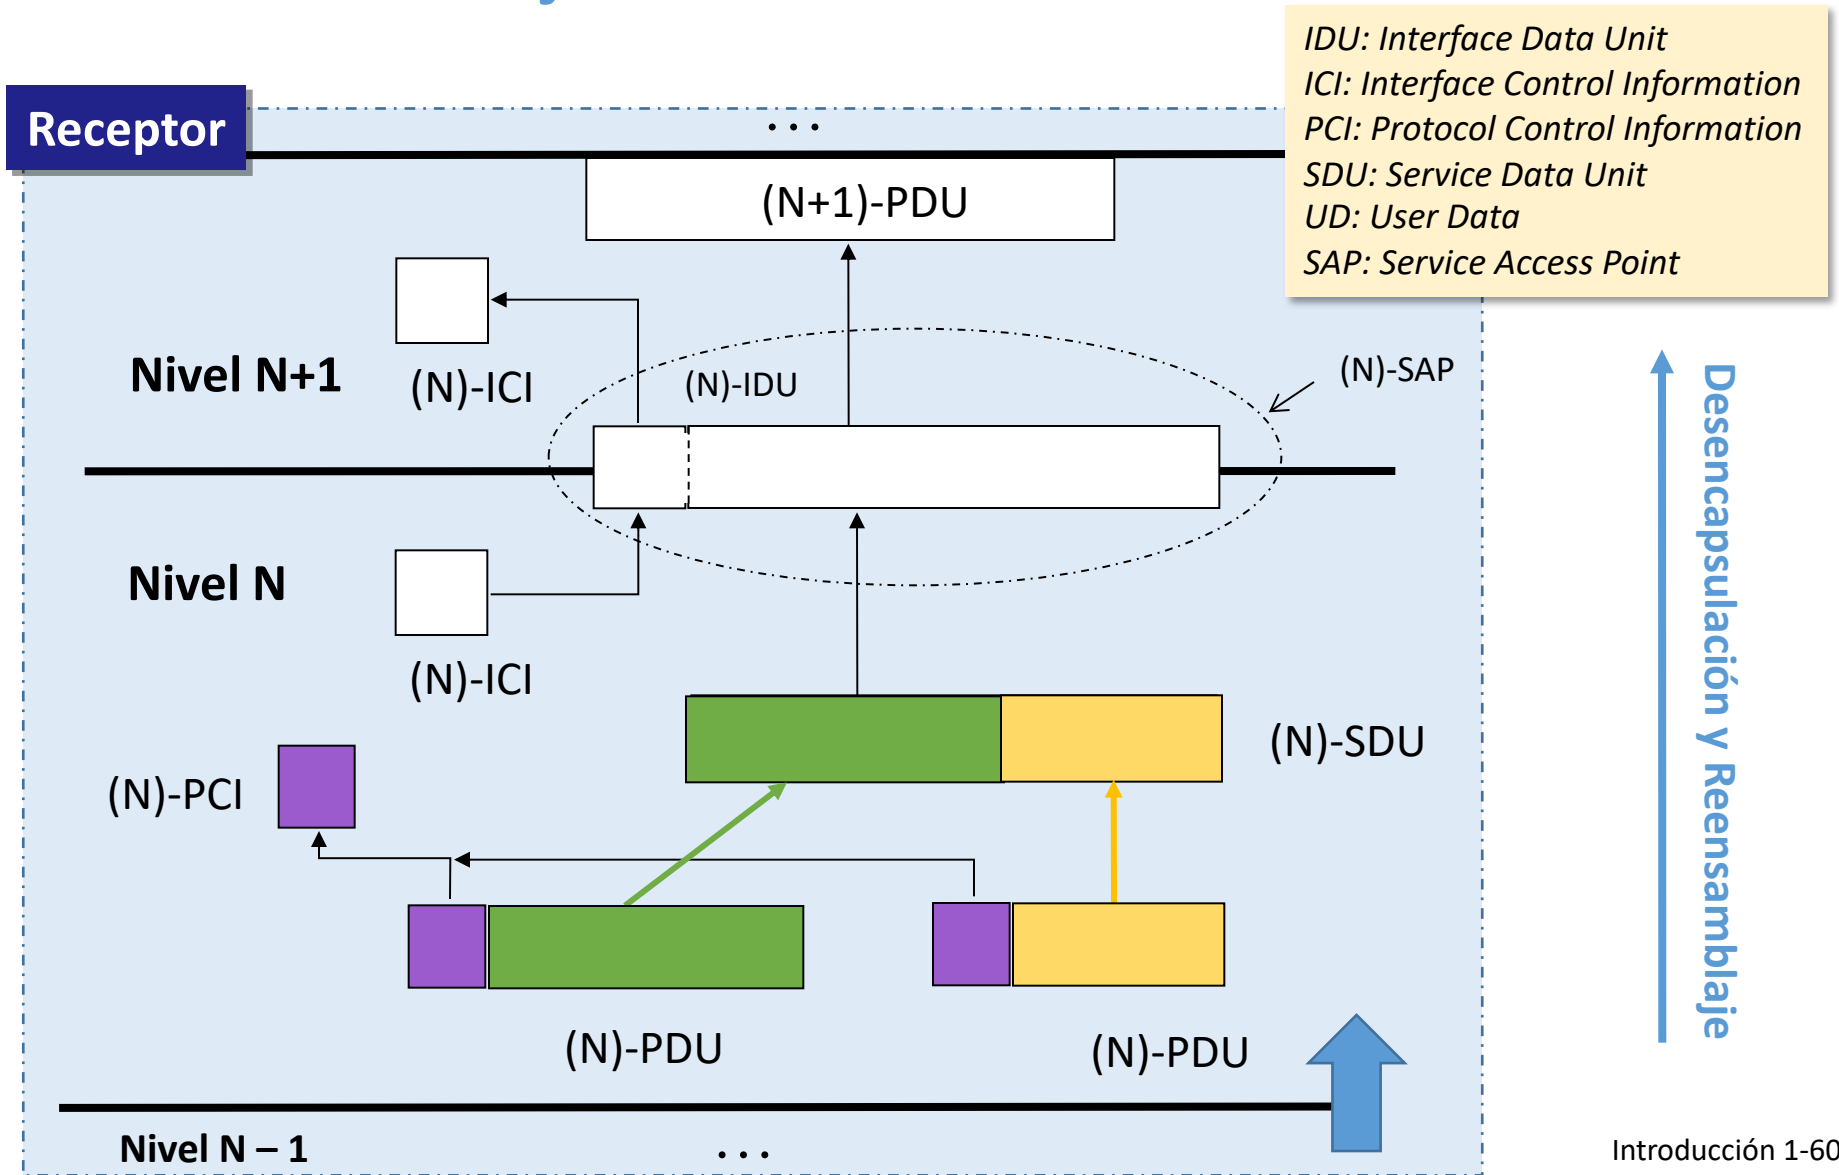 IDU: Interface Data Unit
ICI: Interface Control Information
PCI: Protocol Control Information
SDU: Service Data Unit
UD: User Data
SAP: Service Access Point
Receptor
...
(N+1)-PDU
Nivel N+1
(N)-ICI
(N)-IDU
(N)-SAP
Nivel N
(N)-ICI
(N)-SDU
(N)-PCI
(N)-PDU
(N)-PDU
Nivel N – 1
...
Desencapsulación y Reensamblaje
Introducción 1-60